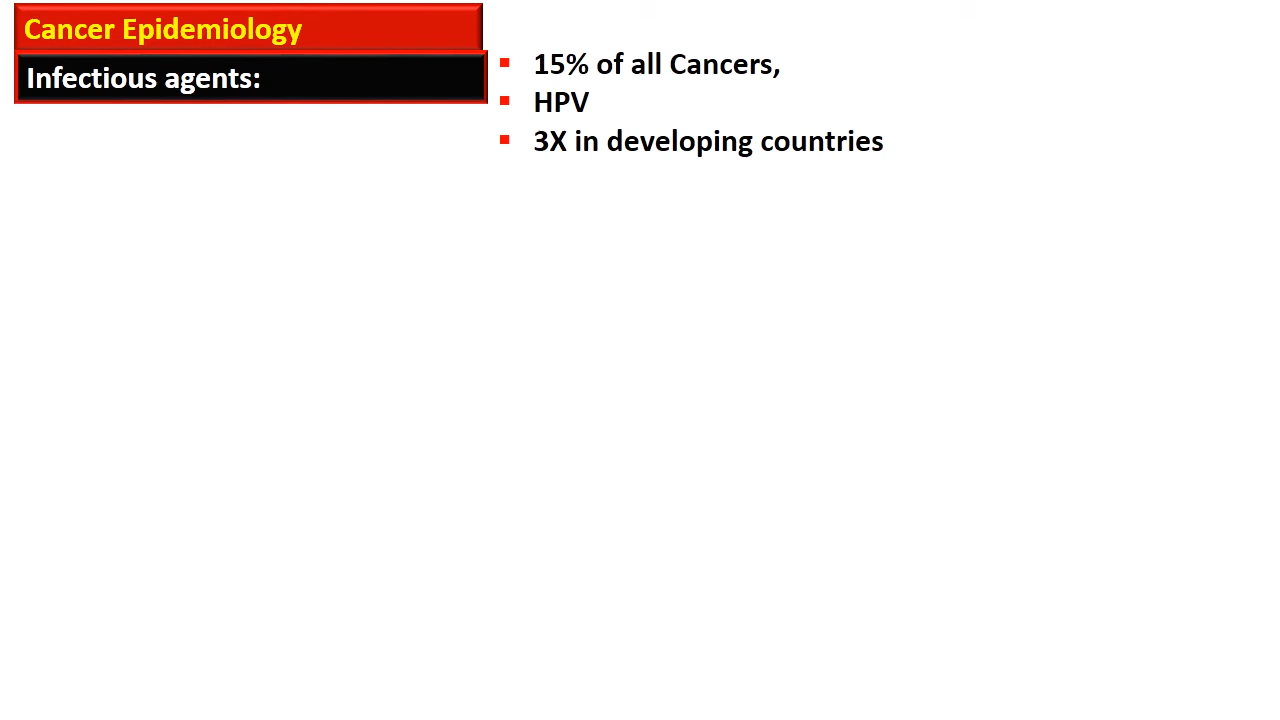 Cancer Epidemiology
Infectious agents:
15% of all Cancers,
HPV
3X in developing countries